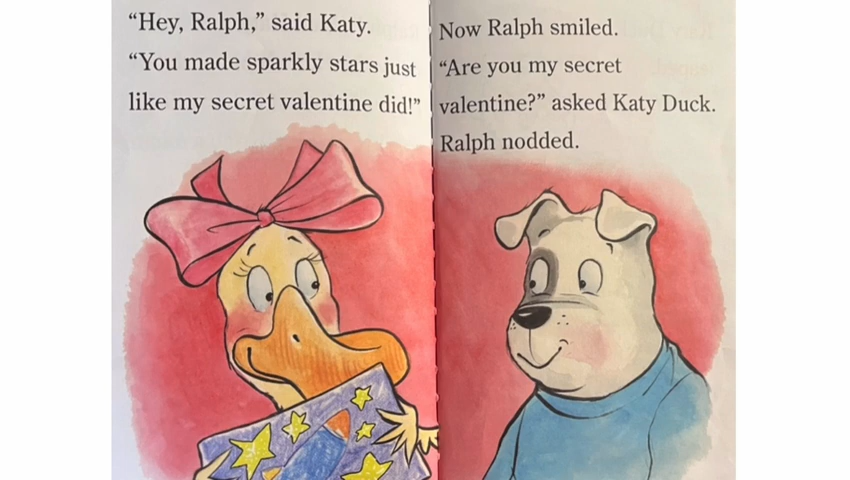 “Hey, Ralph,” said Katy.
“You made sparkly stars just
like my secret valentine did!”
Now Ralph smiled.
“Are you my secret
valentine?” asked Katy Duck.
Ralph nodded.